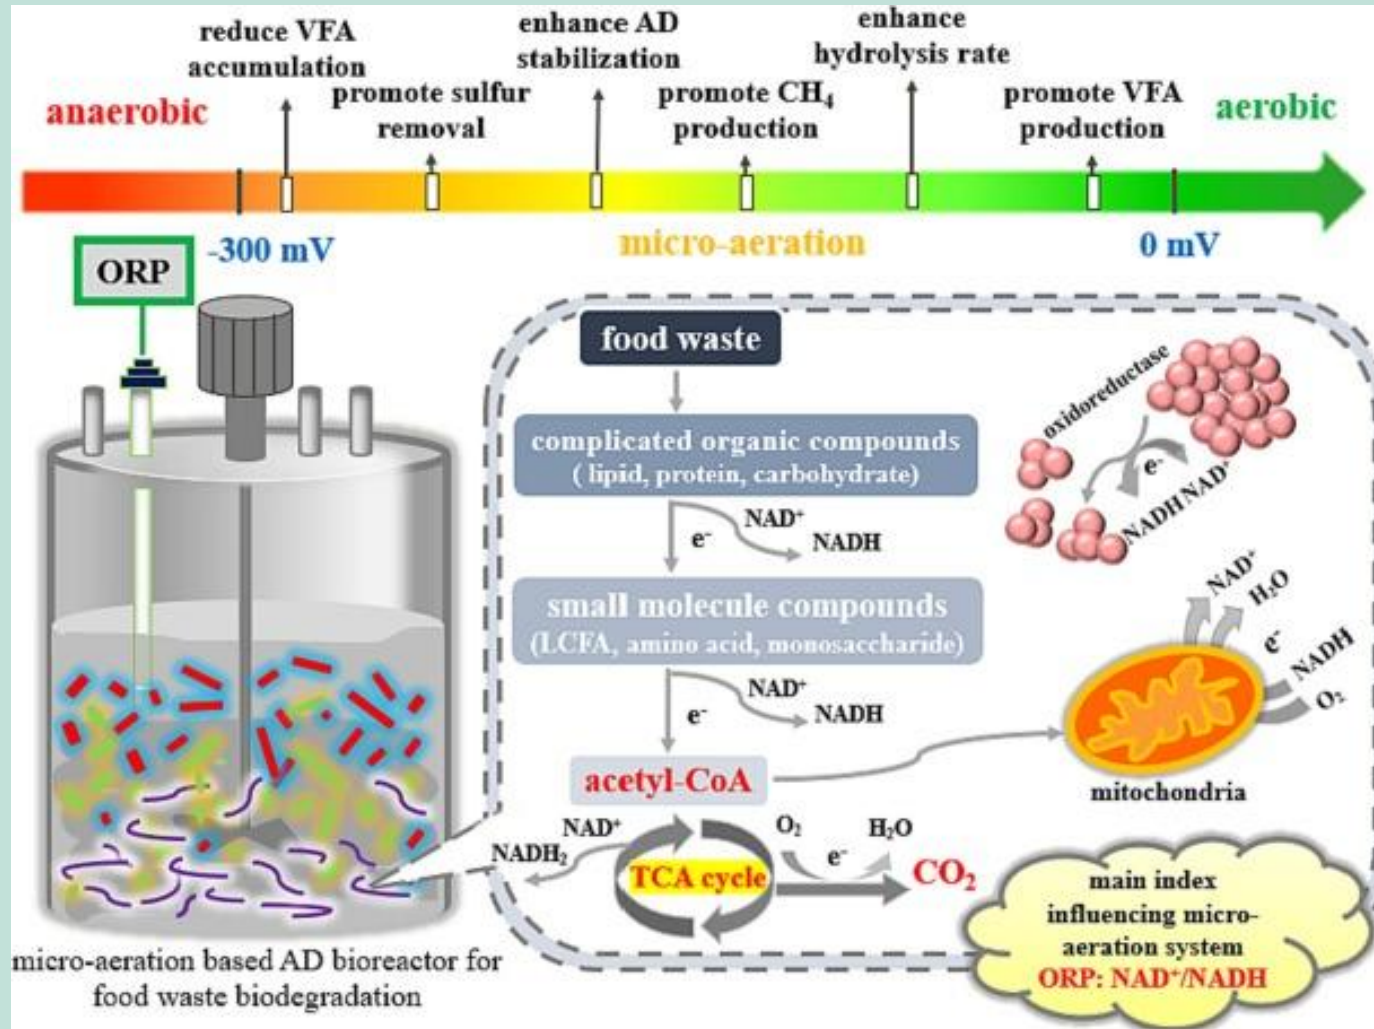 reduce VFA
accumulation
promote sulfur
removal
enhance AD
stabilization
promote CH₄
production
enhance
hydrolysis rate
promote VFA
production
anaerobic
aerobic
-300 mV
micro-aeration
0 mV
ORP
food waste
complicated organic compounds
( lipid, protein, carbohydrate)
NAD⁺
e⁻
NADH
small molecule compounds
(LCFA, amino acid, monosaccharide)
NAD⁺
e⁻
NADH
acetyl-CoA
NAD⁺
NADH₂
TCA cycle
O₂
H₂O
e⁻
CO₂
oxidoreductase
e⁻
NADH NAD⁺
NAD⁺
H₂O
e⁻
NADH
O₂
mitochondria
main index
influencing micro-
aeration system
ORP: NAD⁺/NADH
micro-aeration based AD bioreactor for
food waste biodegradation